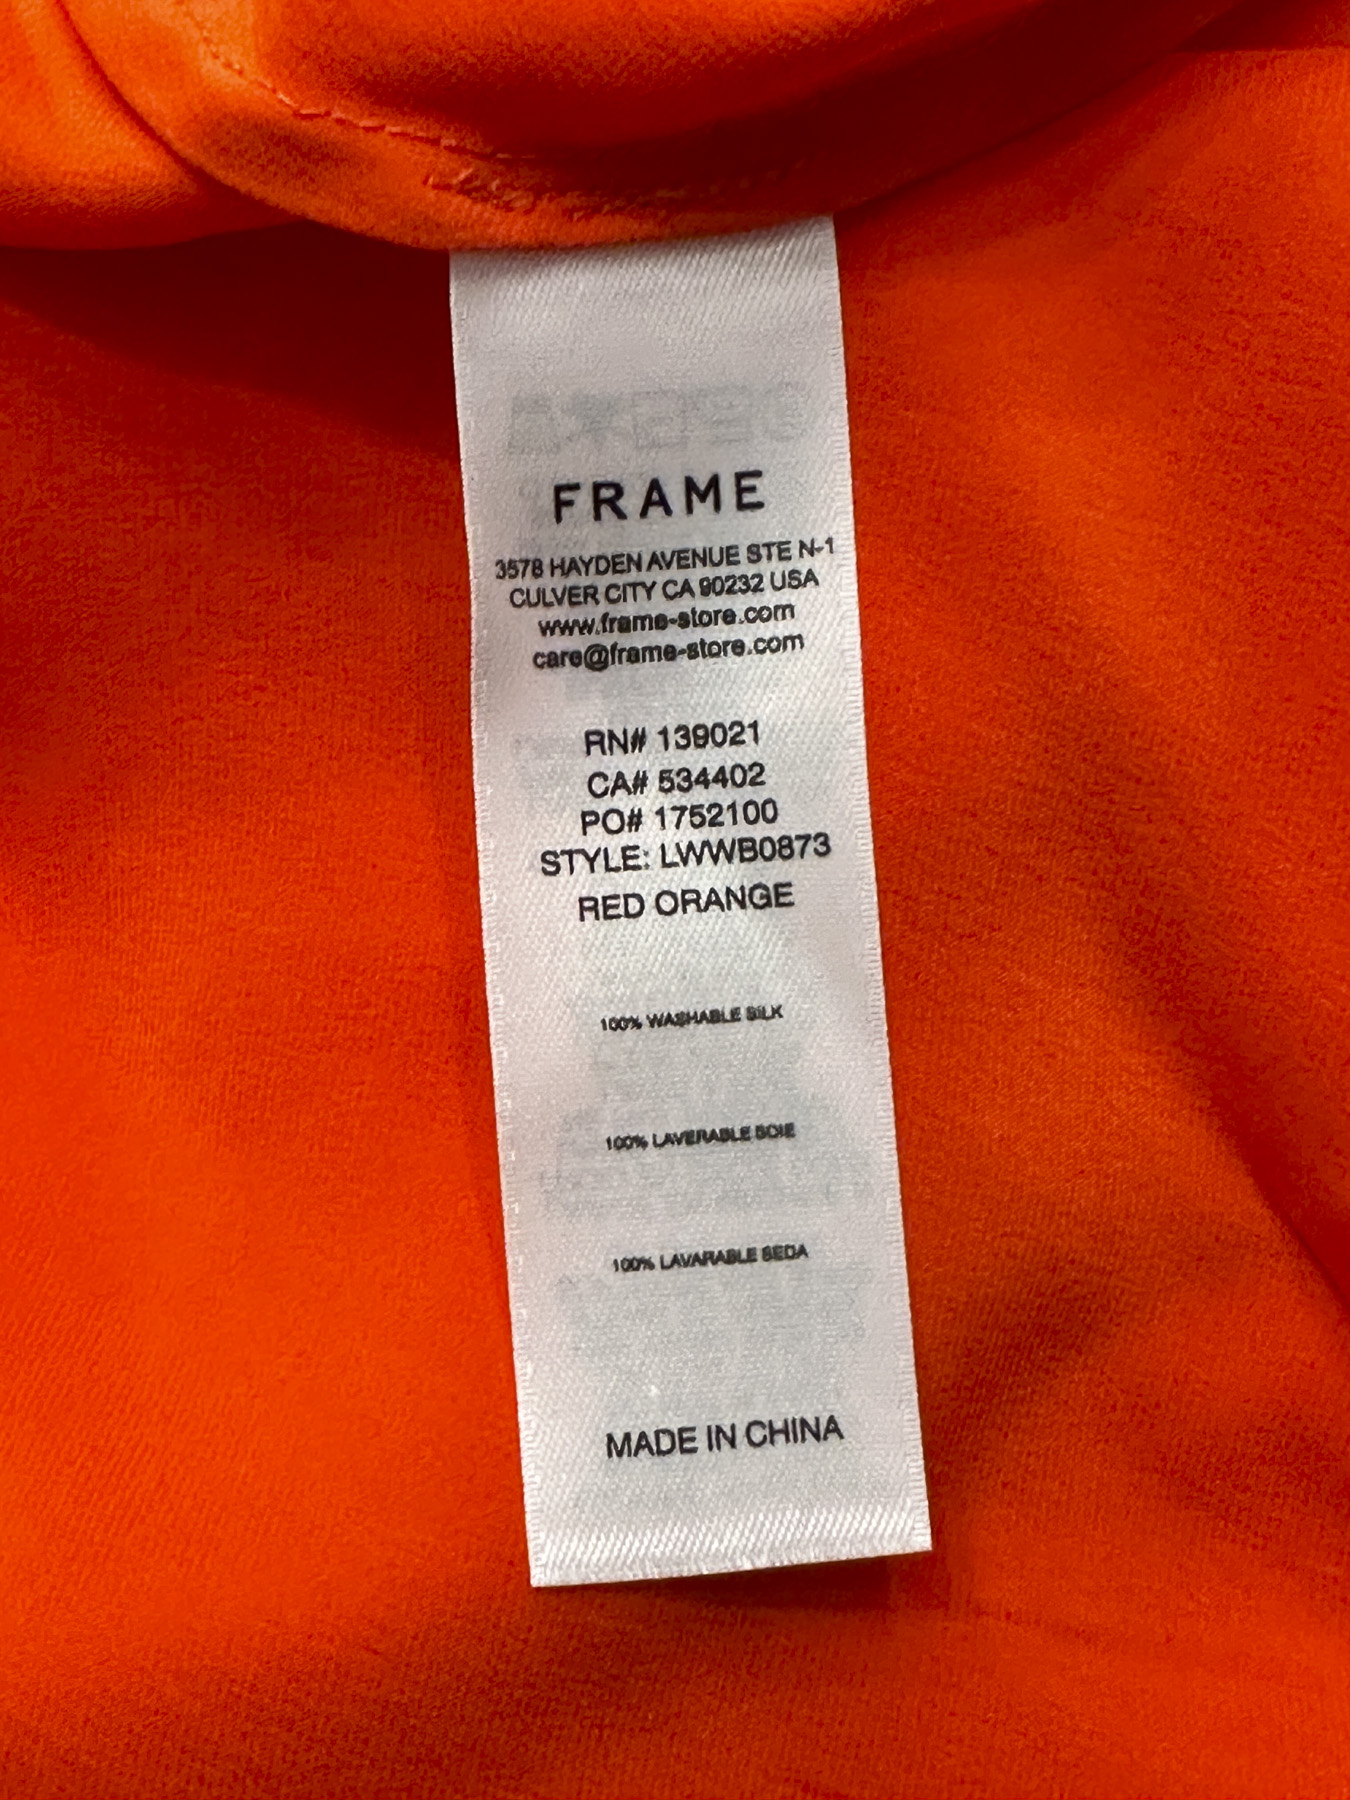 FRAME
3578 HAYDEN AVENUE STE N-1
CULVER CITY CA 90232 USA
www.frame-store.com
care@frame-store.com
RN# 139021
CA# 534402
PO# 1752100
STYLE: LWWB0873
RED ORANGE
100% WASHABLE SILK
100% LAVERABLE SOIE
100% LAVARABLE SEDA
MADE IN CHINA